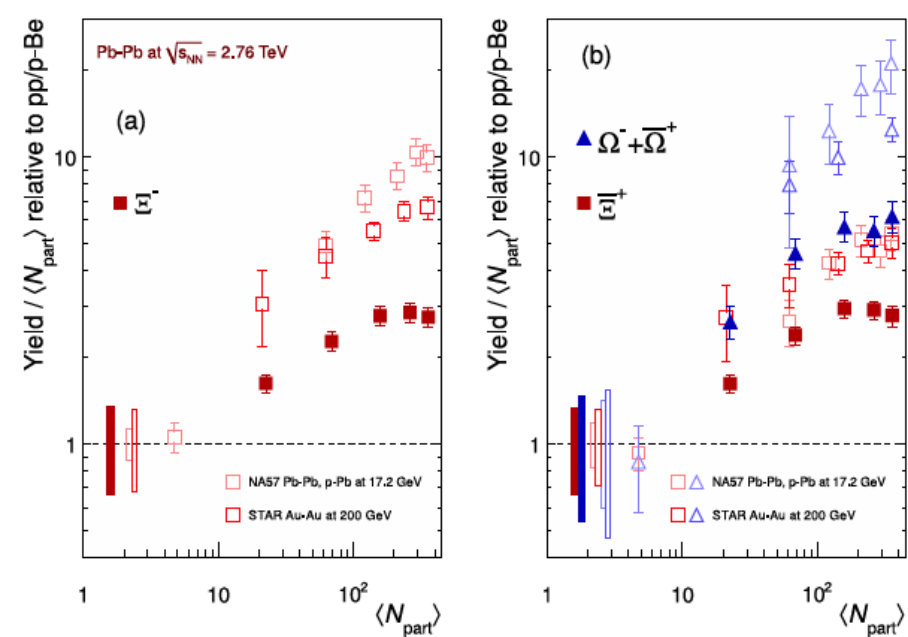 Yield / ⟨N_part⟩ relative to pp/p-Be
Pb-Pb at √s_NN = 2.76 TeV
(a)
Ξ⁻
10
1
NA57 Pb-Pb, p-Pb at 17.2 GeV
STAR Au-Au at 200 GeV
1
10
10²
⟨N_part⟩
Yield / ⟨N_part⟩ relative to pp/p-Be
(b)
Ω⁻+Ω̅⁺
Ξ̅⁺
10
1
NA57 Pb-Pb, p-Pb at 17.2 GeV
STAR Au-Au at 200 GeV
1
10
10²
⟨N_part⟩